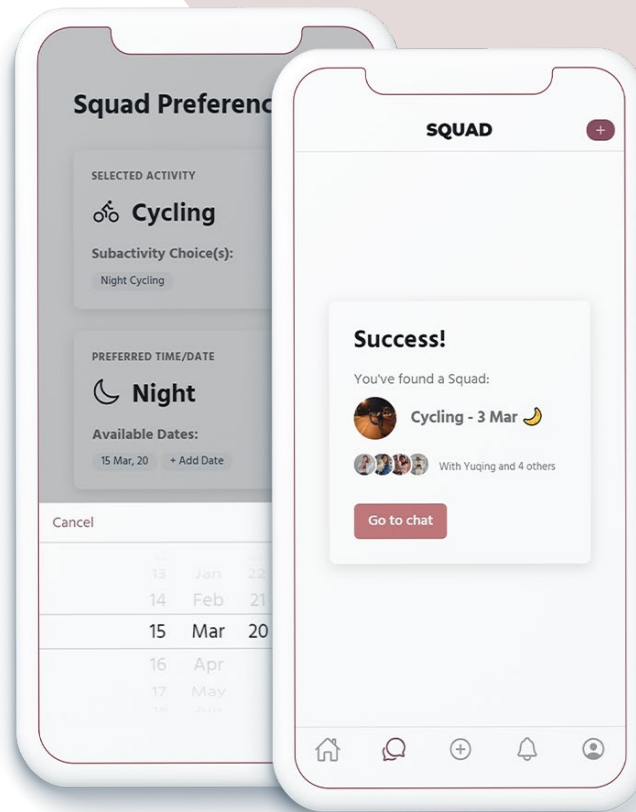 Squad Preferenc
SELECTED ACTIVITY
Cycling
Subactivity Choice(s):
Night Cycling
PREFERRED TIME/DATE
Night
Available Dates:
15 Mar, 20
+ Add Date
Cancel
13 Jan 22
14 Feb 21
15 Mar 20
16 Apr
17 May
SQUAD
+
Success!
You've found a Squad:
Cycling - 3 Mar 🌙
With Yuqing and 4 others
Go to chat